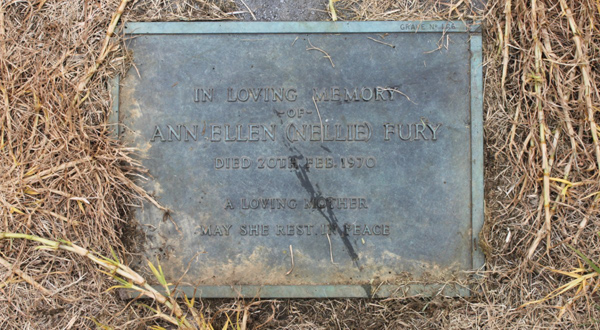 IN LOVING MEMORY
-OF-
ANN ELLEN (NELLIE) FURY
DIED 20TH FEB. 1970
A LOVING MOTHER
MAY SHE REST IN PEACE